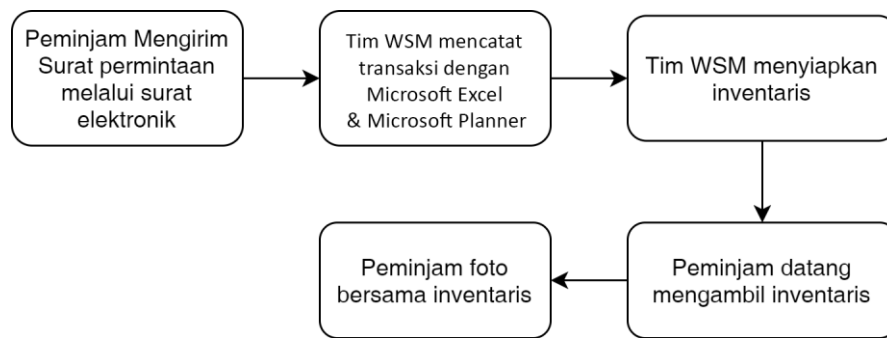 Peminjam Mengirim
Surat permintaan
melalui surat
elektronik
Tim WSM mencatat
transaksi dengan
Microsoft Excel
& Microsoft Planner
Tim WSM menyiapkan
inventaris
Peminjam datang
mengambil inventaris
Peminjam foto
bersama inventaris